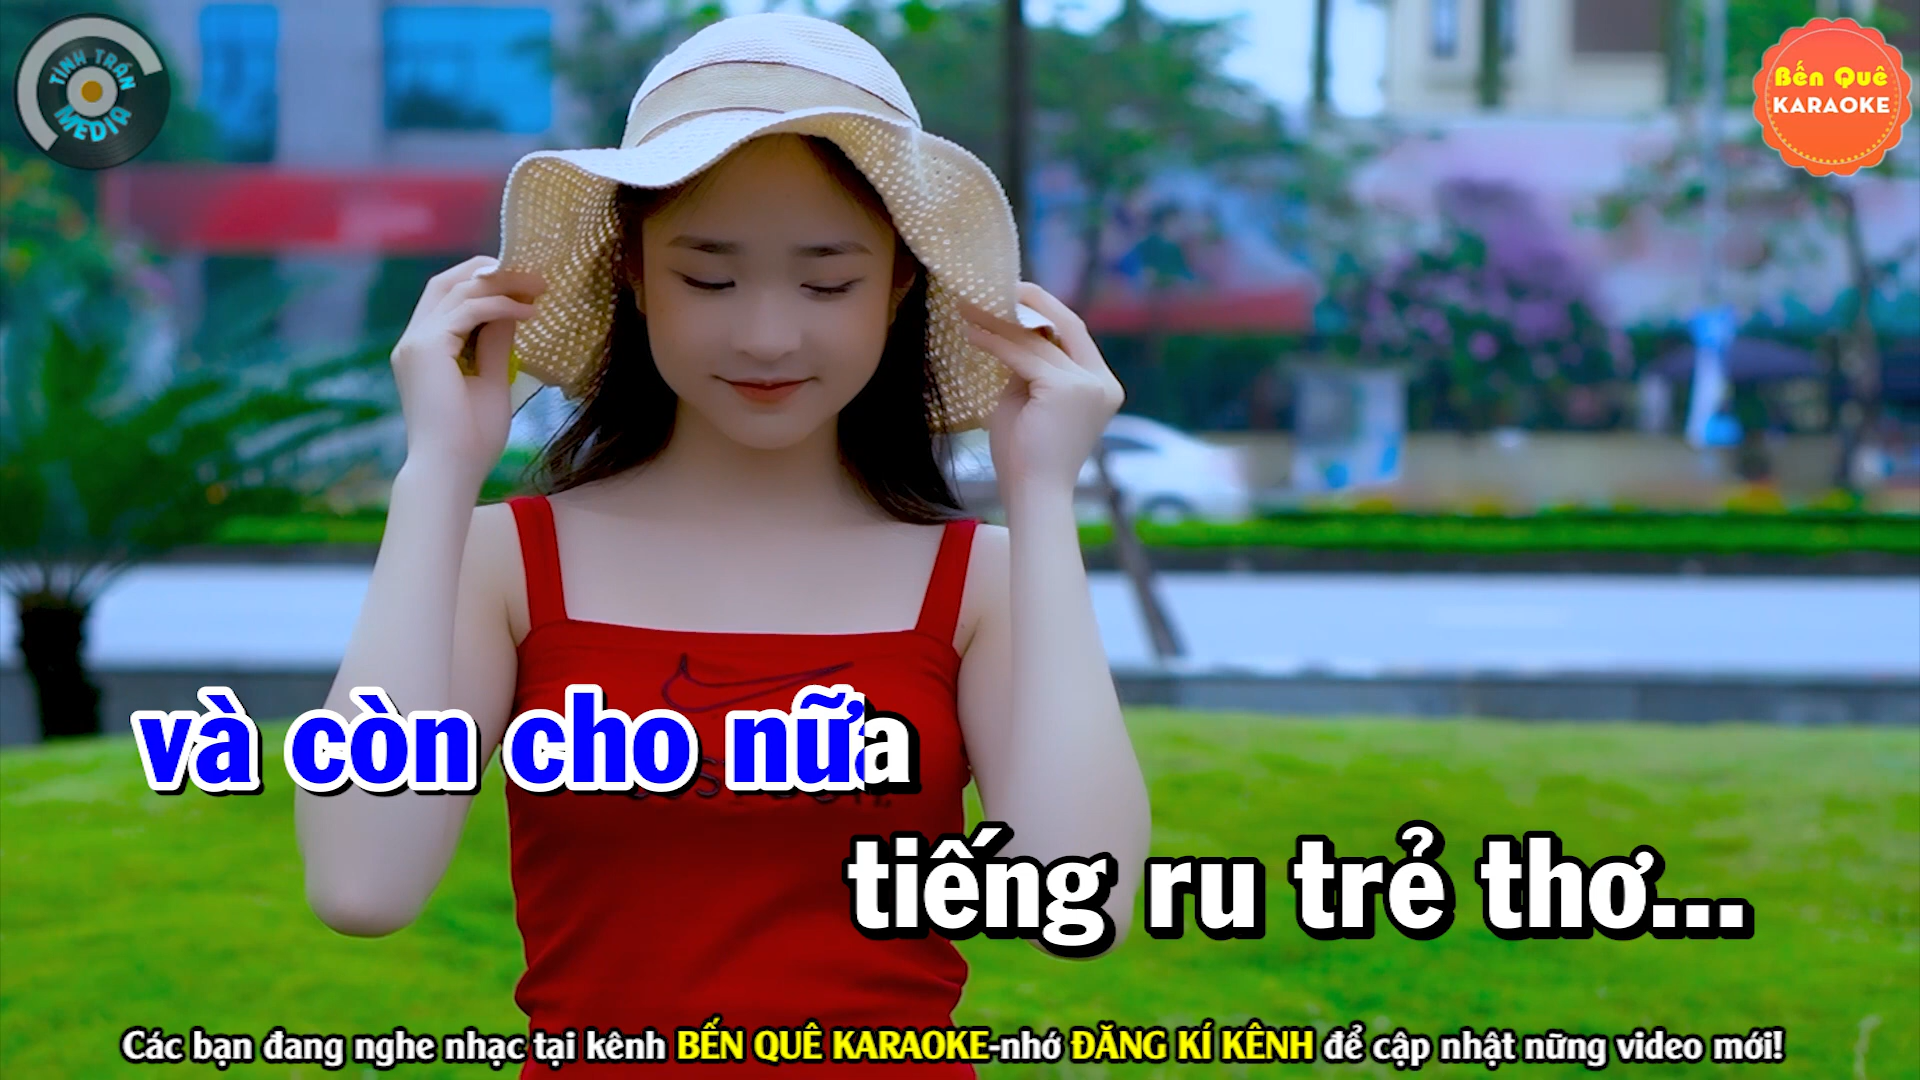 TÌNH TRẦN
MEDIA
Bến Quê
KARAOKE
và còn cho nữa
tiếng ru trẻ thơ...
Các bạn đang nghe nhạc tại kênh BẾN QUÊ KARAOKE-nhớ ĐĂNG KÍ KÊNH để cập nhật nững video mới!